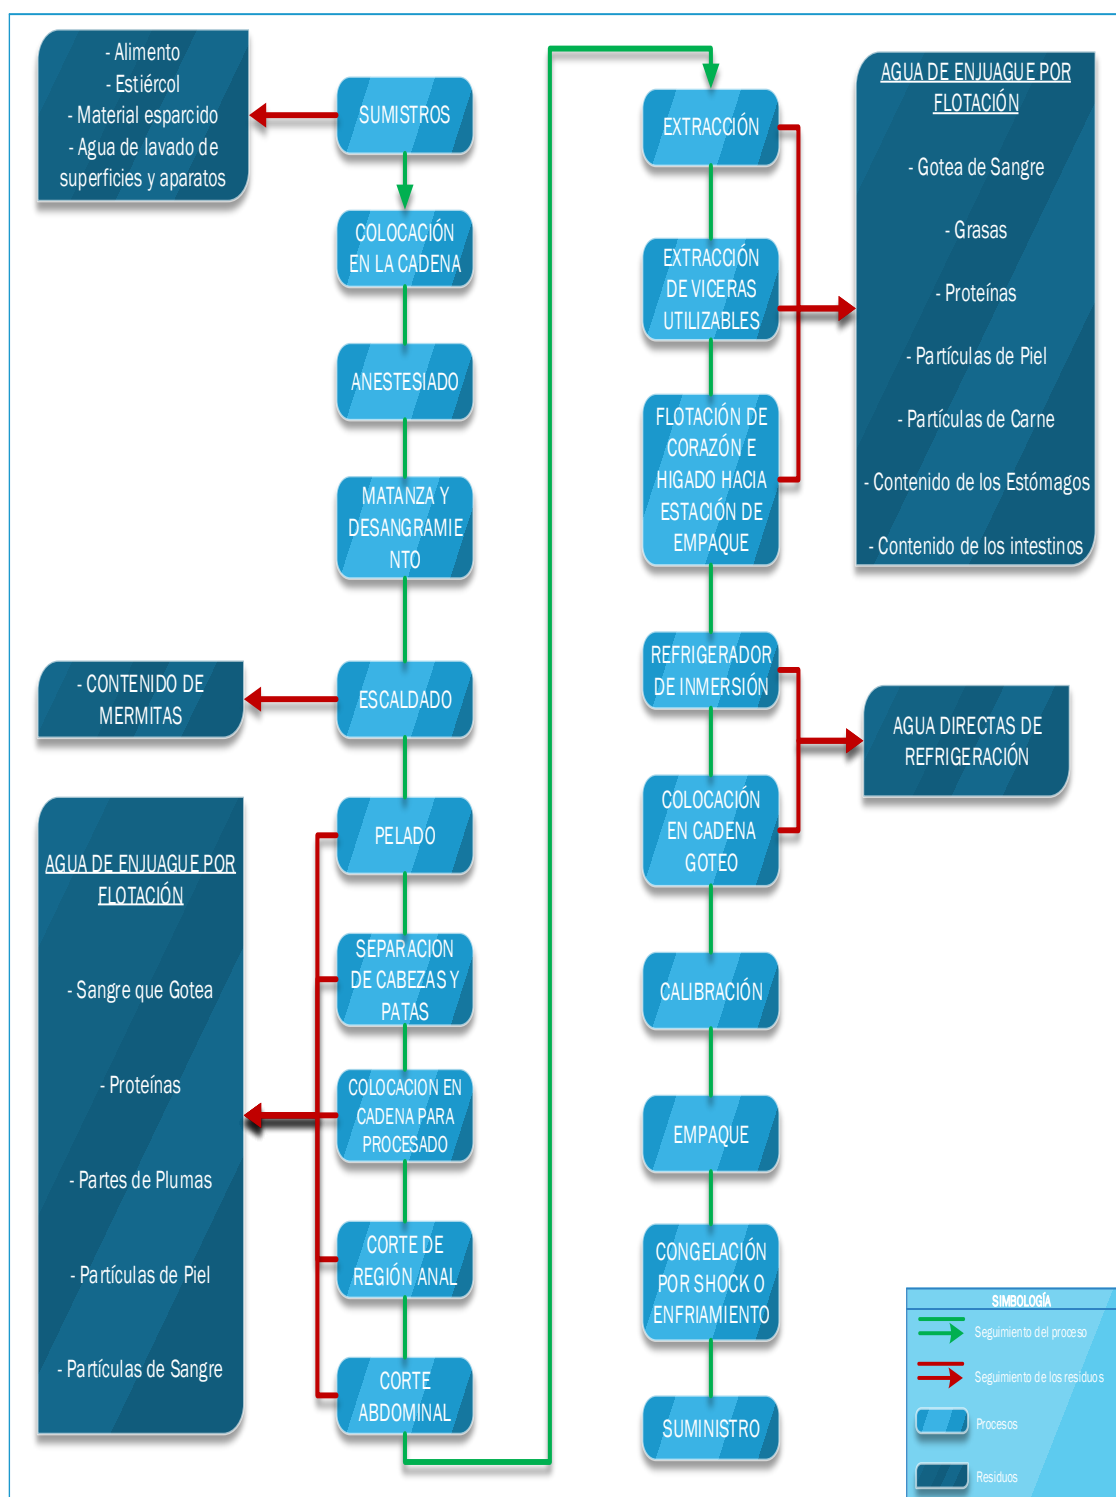 - Alimento
- Estiércol
- Material esparcido
- Agua de lavado de
superficies y aparatos
SUMISTROS
COLOCACIÓN
EN LA CADENA
ANESTESIADO
MATANZA Y
DESANGRAMIE
NTO
- CONTENIDO DE
MERMITAS
ESCALDADO
PELADO
AGUA DE ENJUAGUE POR
FLOTACIÓN
- Sangre que Gotea
- Proteínas
- Partes de Plumas
- Partículas de Piel
- Partículas de Sangre
SEPARACIÓN
DE CABEZAS Y
PATAS
COLOCACION EN
CADENA PARA
PROCESADO
CORTE DE
REGIÓN ANAL
CORTE
ABDOMINAL
EXTRACCIÓN
EXTRACCIÓN
DE VICERAS
UTILIZABLES
FLOTACIÓN DE
CORAZÓN E
HIGADO HACIA
ESTACIÓN DE
EMPAQUE
AGUA DE ENJUAGUE POR
FLOTACIÓN
- Gotea de Sangre
- Grasas
- Proteínas
- Partículas de Piel
- Partículas de Carne
- Contenido de los Estómagos
- Contenido de los intestinos
REFRIGERADOR
DE INMERSIÓN
AGUA DIRECTAS DE
REFRIGERACIÓN
COLOCACIÓN
EN CADENA
GOTEO
CALIBRACIÓN
EMPAQUE
CONGELACIÓN
POR SHOCK O
ENFRIAMIENTO
SUMINISTRO
SIMBOLOGÍA
Seguimiento del proceso
Seguimiento de los residuos
Procesos
Residuos